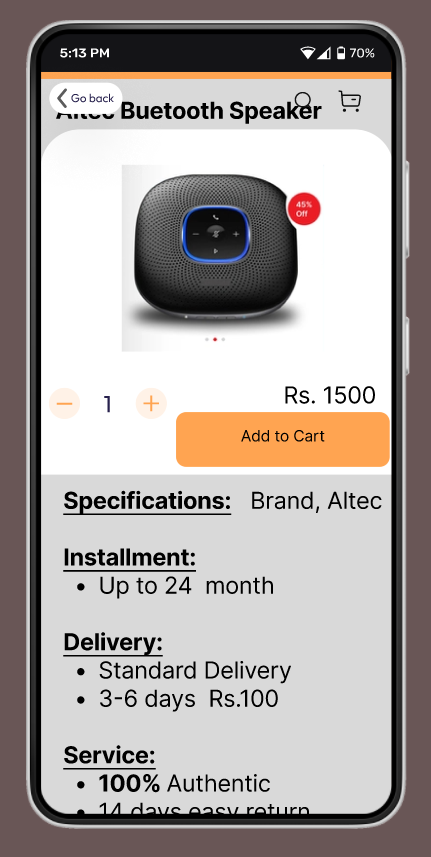 5:13 PM 70%
Go back
Altec Buetooth Speaker
45%
Off
1
Rs. 1500
Add to Cart
Specifications: Brand, Altec
Installment:
• Up to 24 month
Delivery:
• Standard Delivery
• 3-6 days Rs.100
Service:
• 100% Authentic
• 14 days easy return